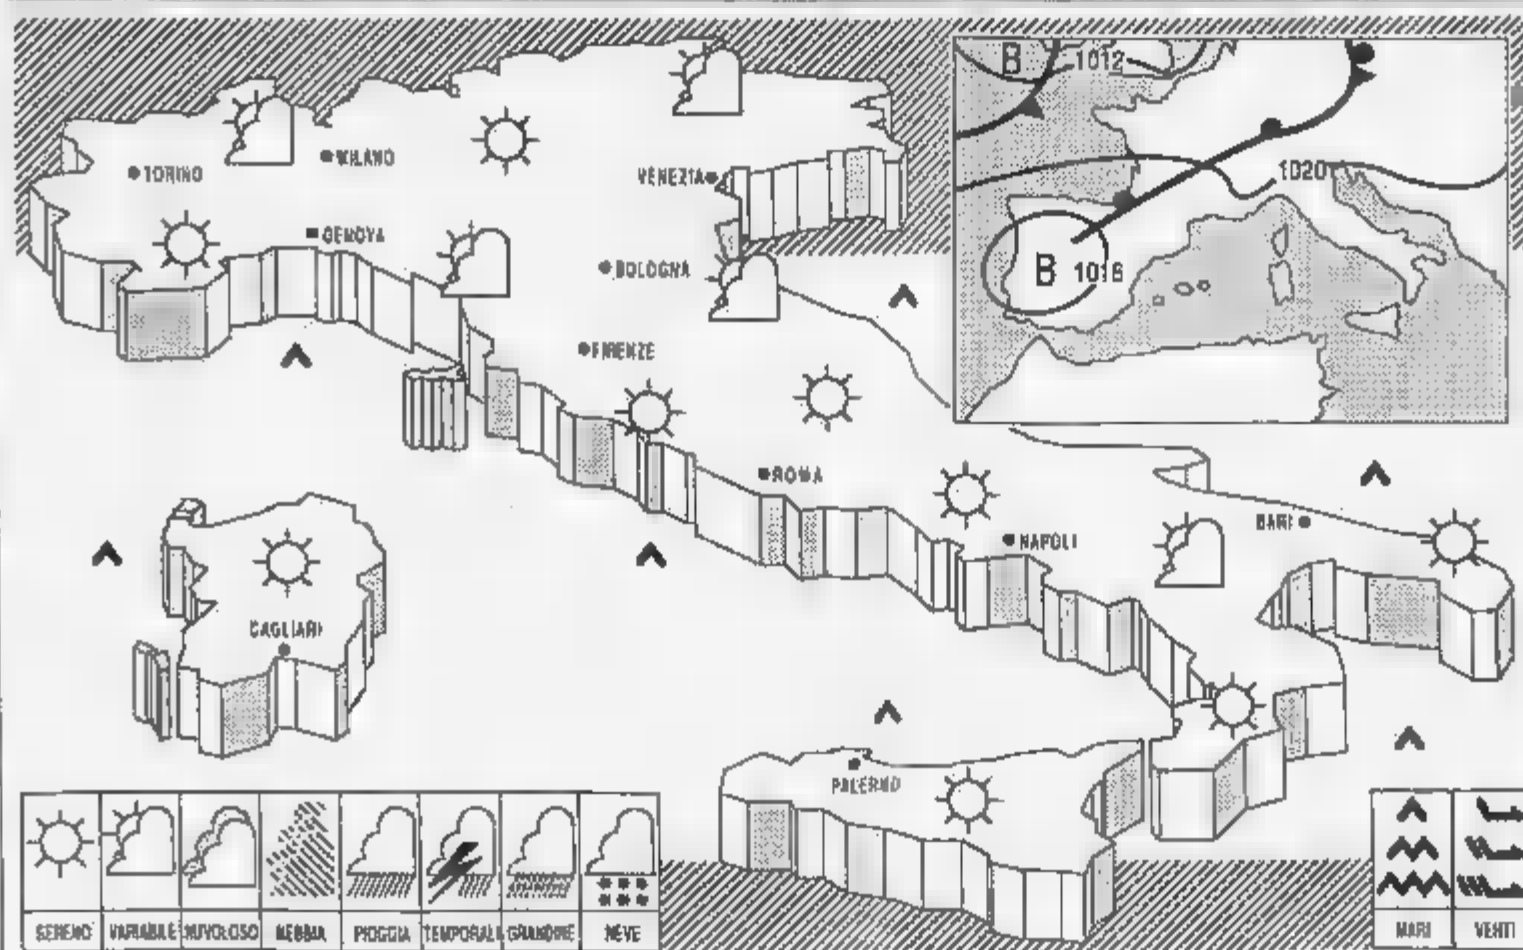 B
1012
MILANO
TORINO
VENEZIA
1020
GENOVA
BOLOGNA
B 1016
FIRENZE
ROMA
BARI
NAPOLI
CAGLIARI
PALERMO
SERENO VARIABILE NUVOLOSO NEBBIA PIOGGIA TEMPORALI GRANDINE NEVE
MARI VENTI